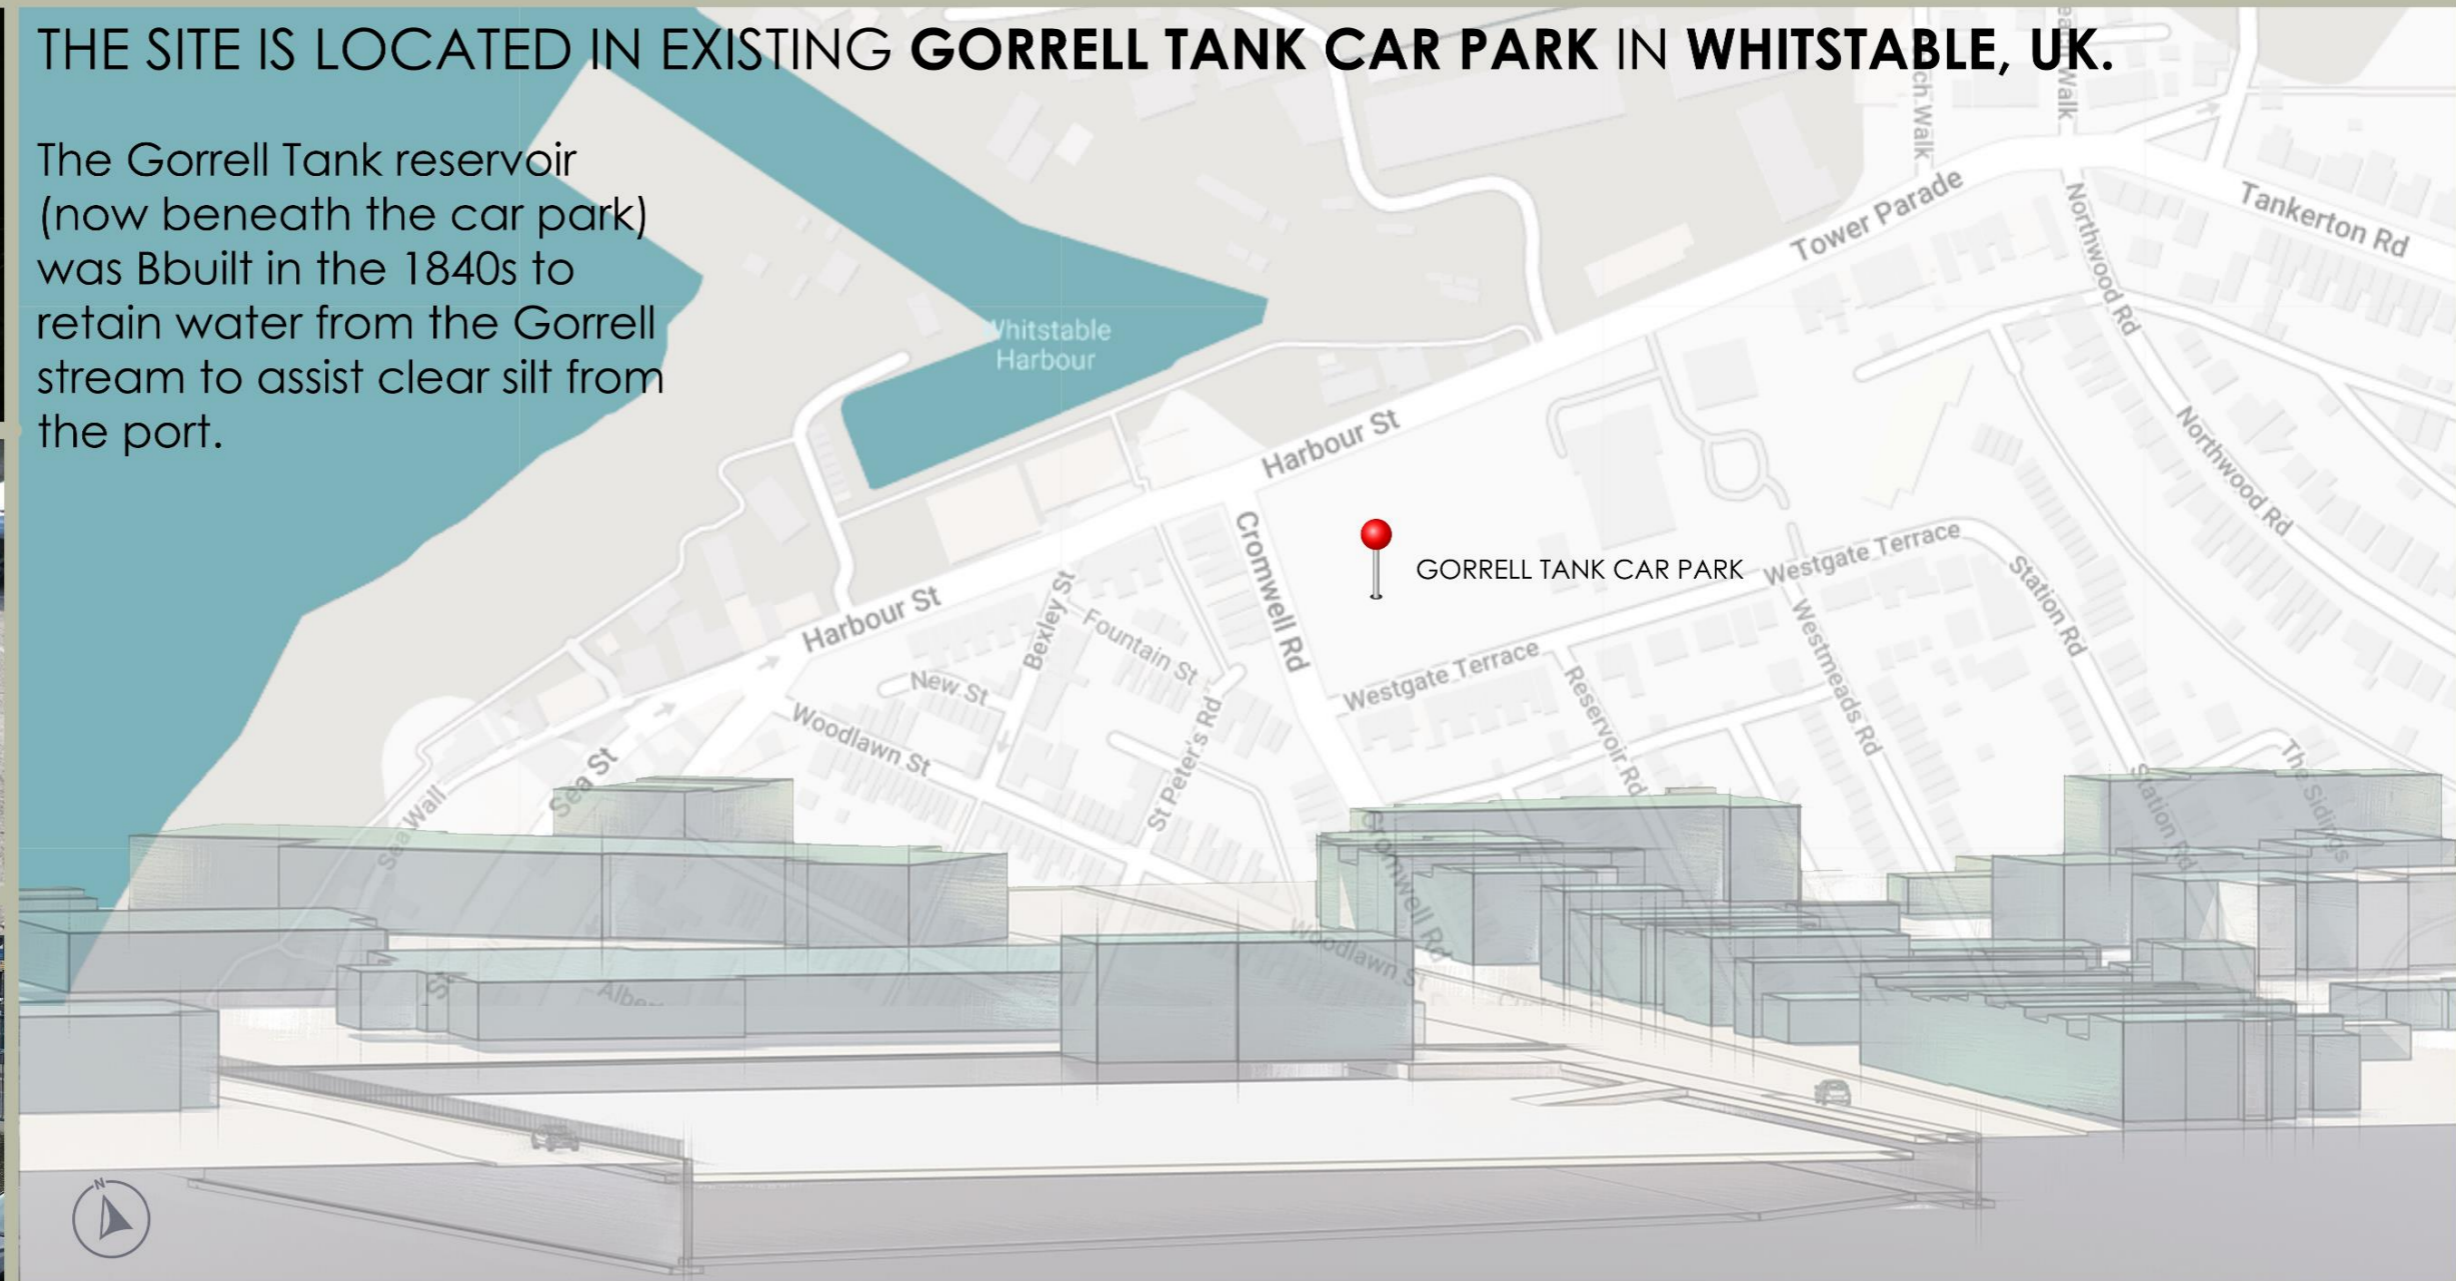 THE SITE IS LOCATED IN EXISTING GORRELL TANK CAR PARK IN WHITSTABLE, UK.
The Gorrell Tank reservoir
(now beneath the car park)
was Bbuilt in the 1840s to
retain water from the Gorrell
stream to assist clear silt from
the port.
Walk
Tower Parade
Tankerton Rd
Northwood Rd
Northwood Rd
Harbour
Harbour St
Cromwell Rd
GORRELL TANK CAR PARK
Westgate Terrace
Station Rd
Harbour St
Bexley St
Fountain St
New St
Westgate Terrace
Reservoir Rd
Westmeads Rd
Woodlawn St
St Peter's Rd
Sea St
Sea Wall
The Sidings
Station Rd
Cromwell Rd
Woodlawn St
N